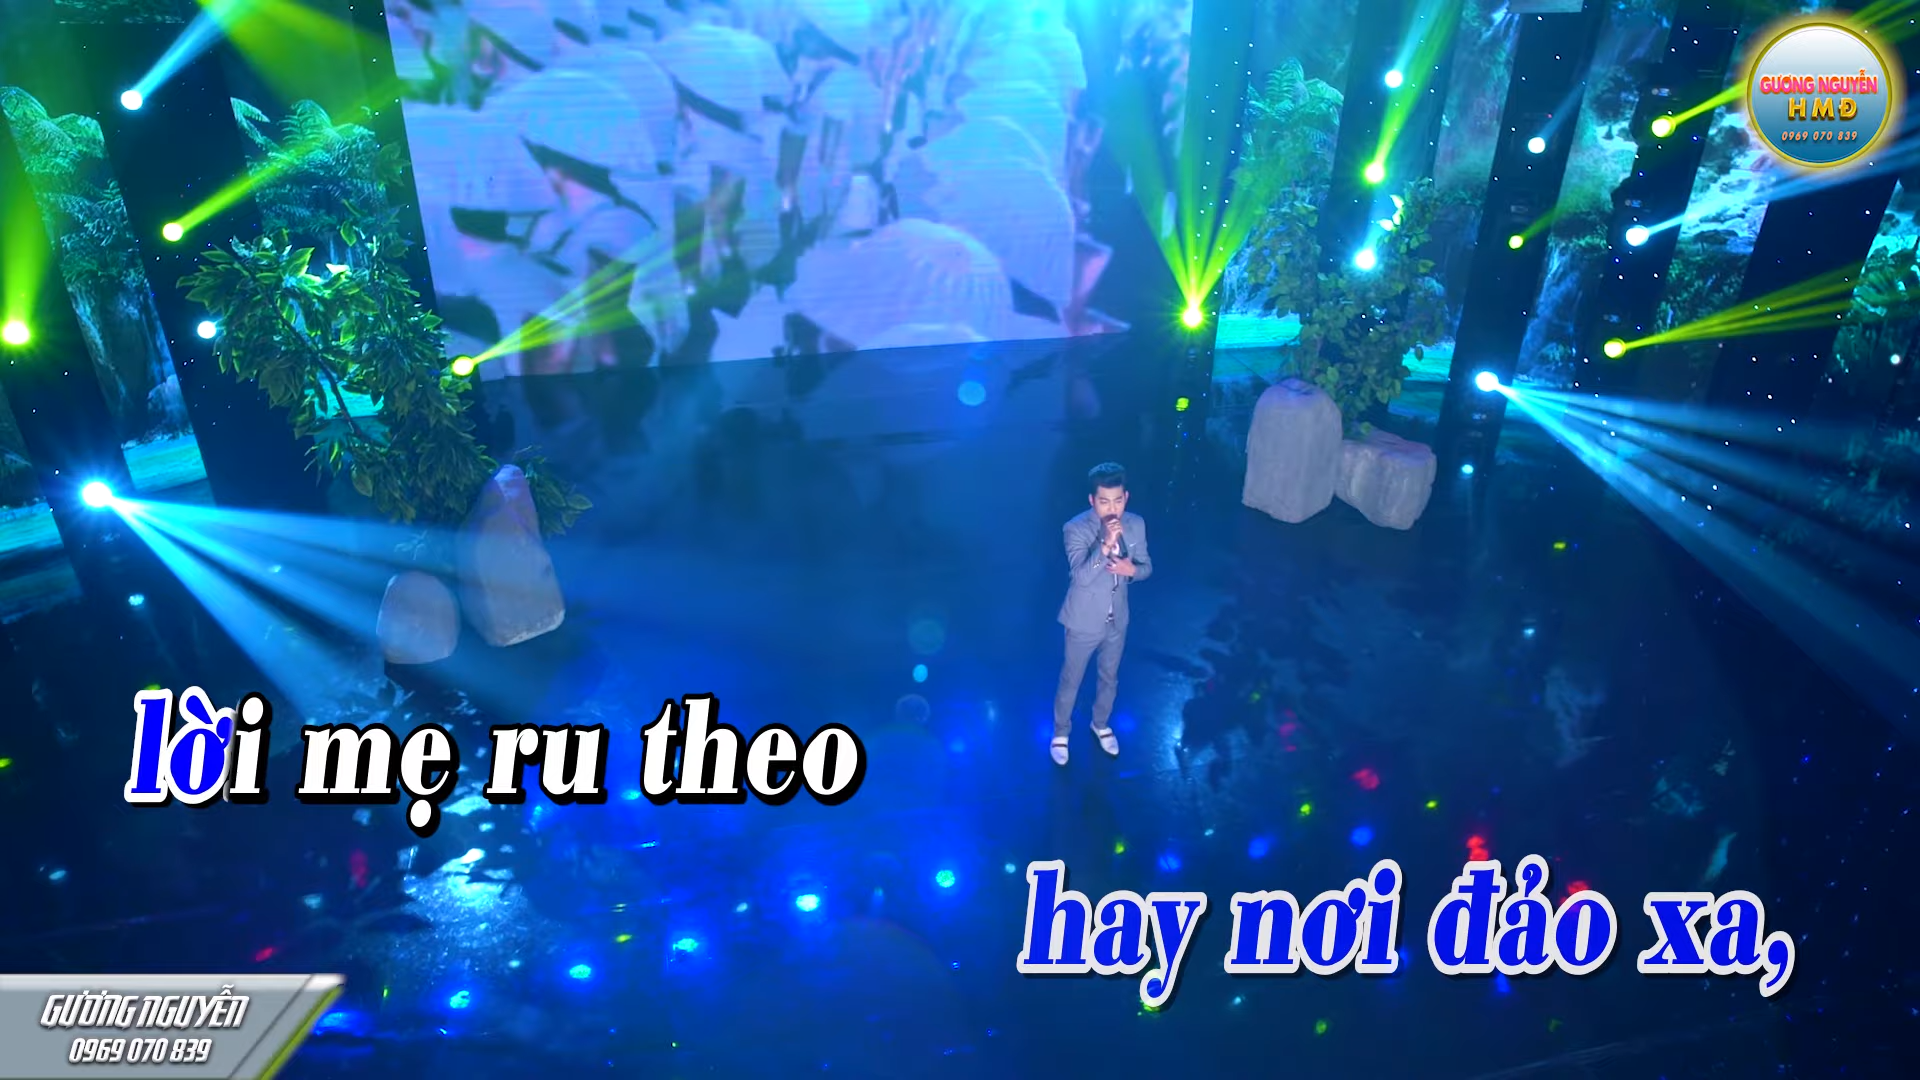 GƯƠNG NGUYỄN
HMĐ
0969 070 839
lời mẹ ru theo
hay nơi đảo xa,
GƯƠNG NGUYỄN
0969 070 839